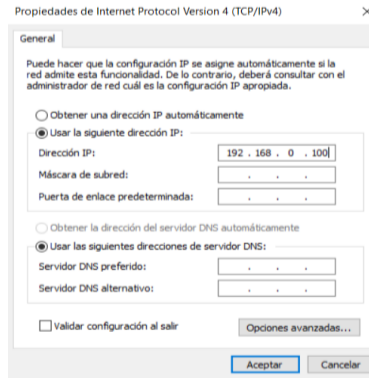 Propiedades de Internet Protocol Version 4 (TCP/IPv4)
General
Puede hacer que la configuración IP se asigne automáticamente si la
red admite esta funcionalidad. De lo contrario, deberá consultar con el
administrador de red cuál es la configuración IP apropiada.
Obtener una dirección IP automáticamente
Usar la siguiente dirección IP:
Dirección IP: 192 . 168 . 0 . 100
Máscara de subred: . . .
Puerta de enlace predeterminada: . . .
Obtener la dirección del servidor DNS automáticamente
Usar las siguientes direcciones de servidor DNS:
Servidor DNS preferido: . . .
Servidor DNS alternativo: . . .
Validar configuración al salir
Opciones avanzadas...
Aceptar
Cancelar